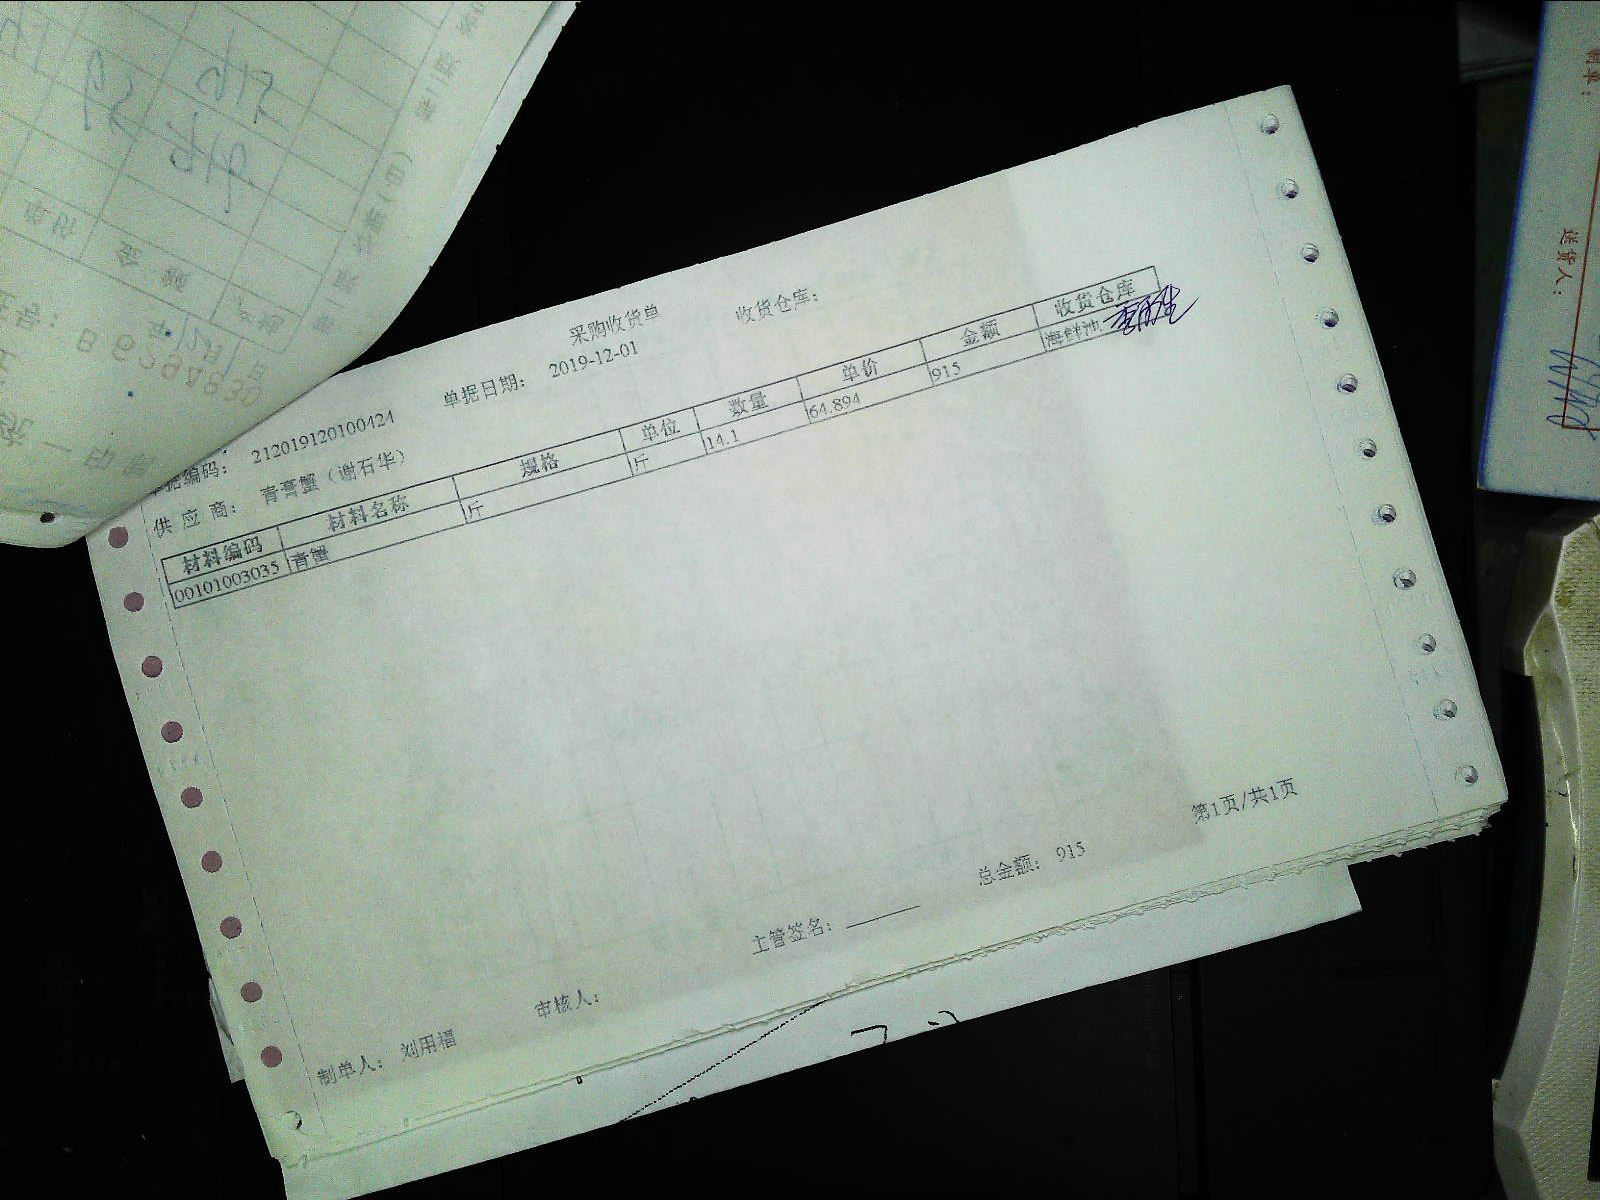 采购收货单
收货仓库：
单据编码： 212019120100424 单据日期： 2019-12-01
供 应 商： 青膏蟹（谢石华）
材料编码 材料名称 规格 单位 数量 单价 金额 收货仓库
00101003035 青蟹 斤 斤 14.1 64.894 915 海鲜池
制单人： 刘用福 审核人： 主管签名： 总金额： 915 第1页/共1页
送货人：